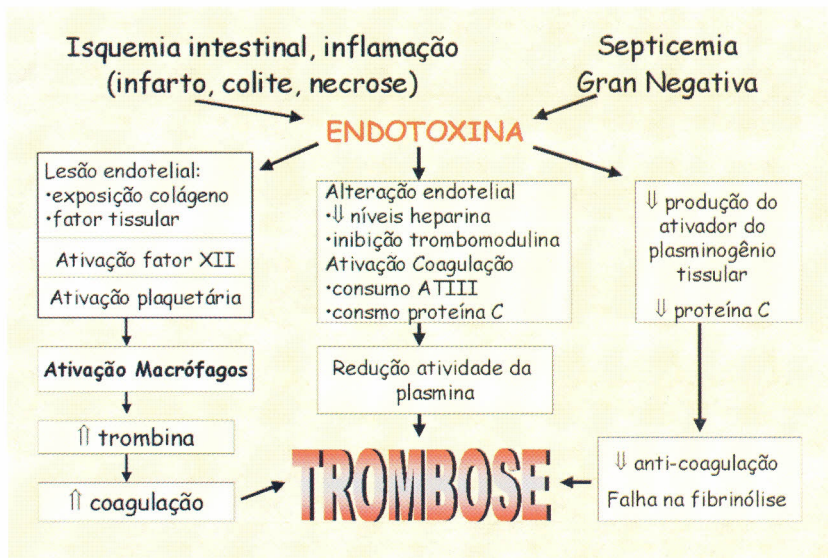 Isquemia intestinal, inflamação
(infarto, colite, necrose)
Septicemia
Gran Negativa
ENDOTOXINA
Lesão endotelial:
•exposição colágeno
•fator tissular
Ativação fator XII
Ativação plaquetária
Ativação Macrófagos
⇑ trombina
⇑ coagulação
Alteração endotelial
•⇓ níveis heparina
•inibição trombomodulina
Ativação Coagulação
•consumo ATIII
•consmo proteína C
Redução atividade da
plasmina
TROMBOSE
⇓ produção do
ativador do
plasminogênio
tissular
⇓ proteína C
⇓ anti-coagulação
Falha na fibrinólise